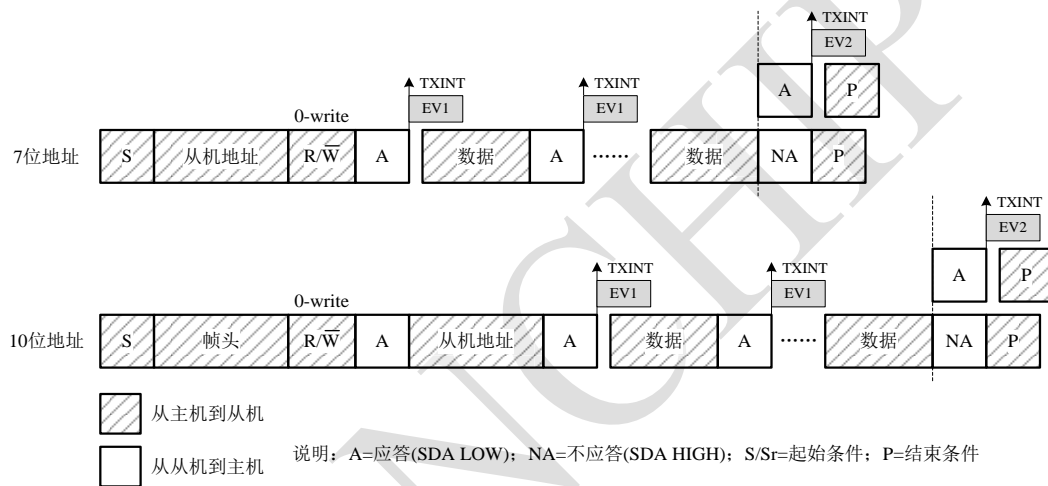 TXINT
EV2
TXINT TXINT A P
EV1 EV1
0-write
7位地址 S 从机地址 R/W̅ A 数据 A …… 数据 NA P
TXINT
EV2
TXINT TXINT A P
EV1 EV1
0-write
10位地址 S 帧头 R/W̅ A 从机地址 A 数据 A …… 数据 NA P
从主机到从机
从从机到主机 说明：A=应答(SDA LOW)；NA=不应答(SDA HIGH)；S/Sr=起始条件；P=结束条件